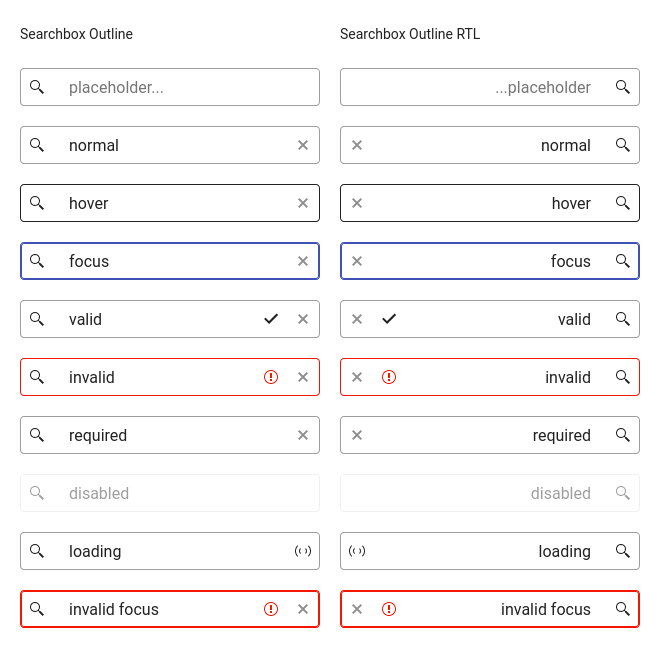 Searchbox Outline
placeholder...
normal
hover
focus
valid
invalid
required
disabled
loading
invalid focus
Searchbox Outline RTL
...placeholder
normal
hover
focus
valid
invalid
required
disabled
loading
invalid focus